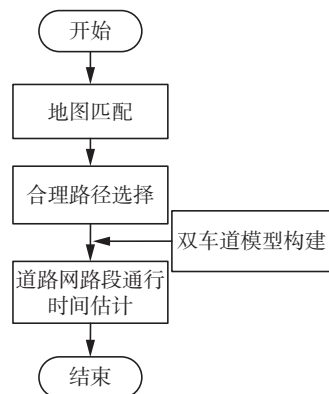 开始
地图匹配
合理路径选择
双车道模型构建
道路网路段通行
时间估计
结束